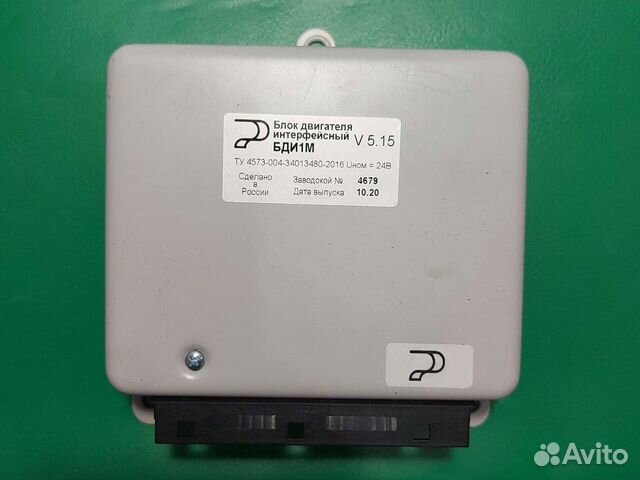 Блок двигателя
интерфейсный V 5.15
БДИ1М
ТУ 4573-004-34013480-2016 Uном = 24В
Сделано
в
России
Заводской № 4679
Дата выпуска 10.20
Avito